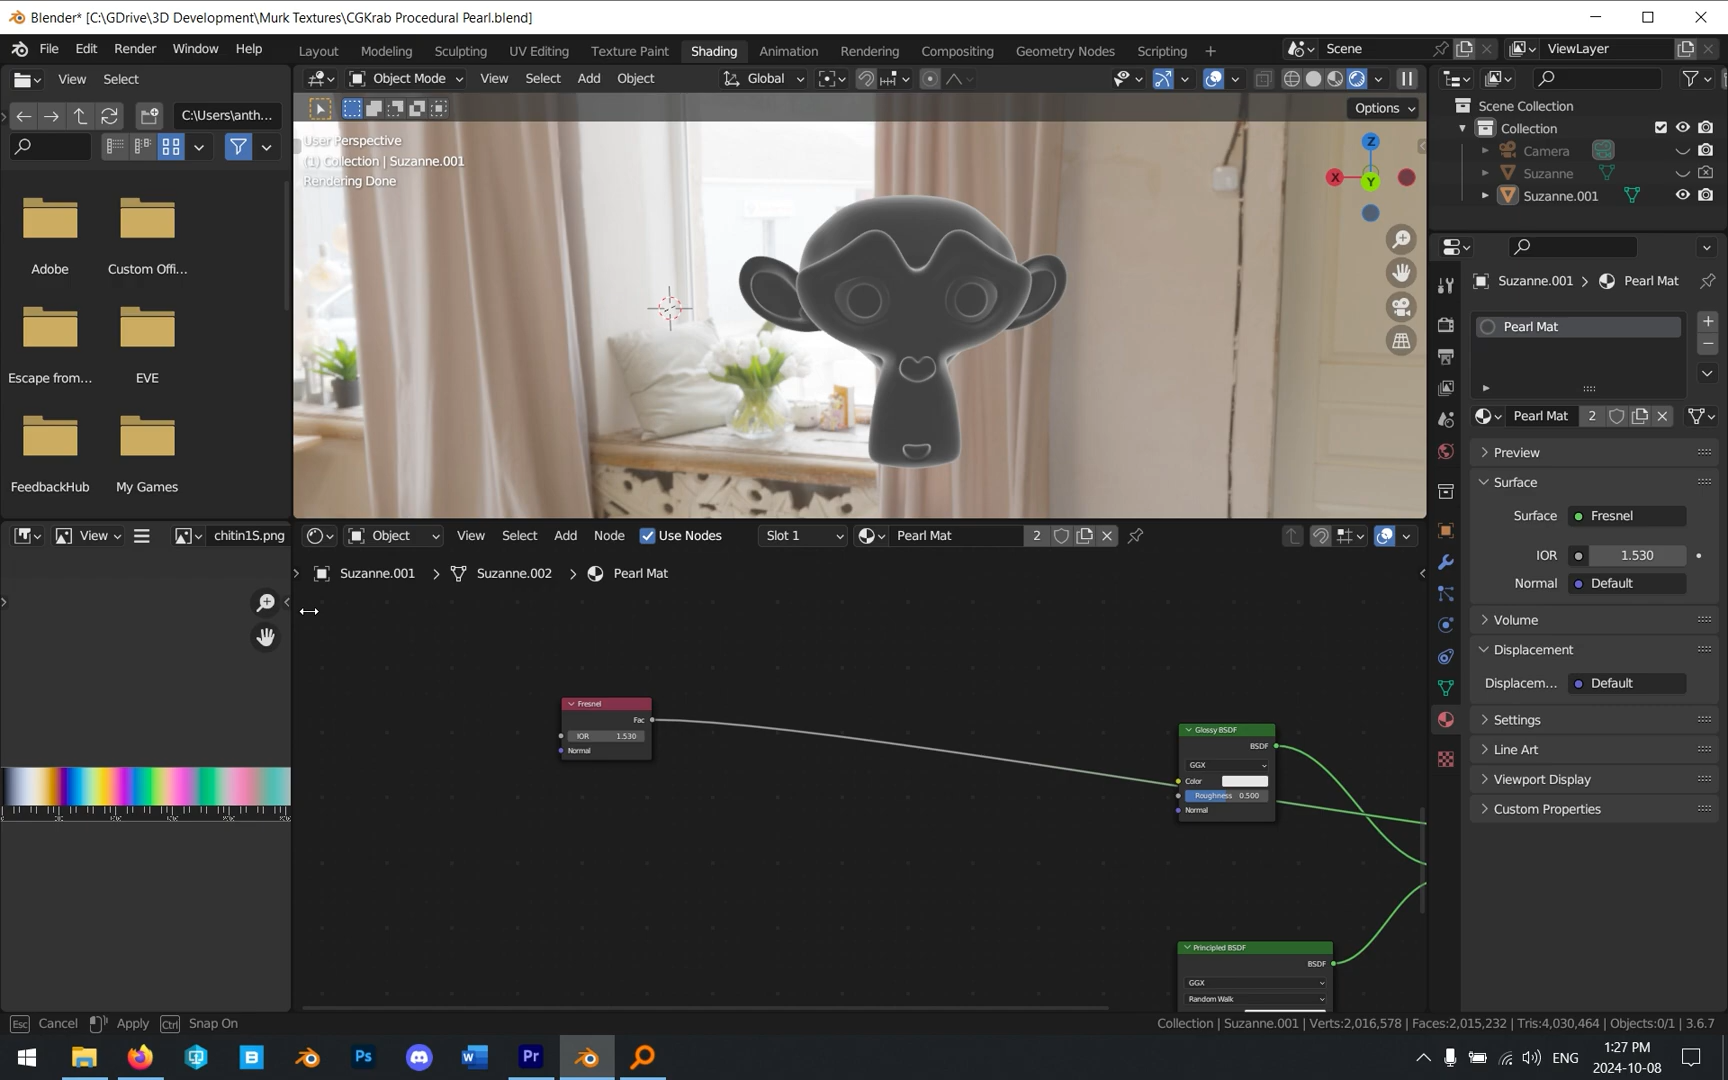 Blender* [C:\GDrive\3D Development\Murk Textures\CGKrab Procedural Pearl.blend]
File Edit Render Window Help
Layout Modeling Sculpting UV Editing Texture Paint Shading Animation Rendering Compositing Geometry Nodes Scripting +
Scene
ViewLayer
View Select
Object Mode View Select Add Object
Global
Options
C:\Users\anth...
Adobe
Custom Offi...
Escape from...
EVE
FeedbackHub
My Games
User Perspective
(1) Collection | Suzanne.001
Rendering Done
X
Y
Z
Scene Collection
Collection
Camera
Suzanne
Suzanne.001
Suzanne.001 > Pearl Mat
Pearl Mat
Pearl Mat 2
Preview
Surface
Surface Fresnel
IOR 1.530
Normal Default
Volume
Displacement
Displacem... Default
Settings
Line Art
Viewport Display
Custom Properties
View
chitin1S.png
Object View Select Add Node Use Nodes Slot 1 Pearl Mat 2
Suzanne.001 > Suzanne.002 > Pearl Mat
Fresnel
Fac
IOR 1.530
Normal
Glossy BSDF
BSDF
GGX
Color
Roughness 0.500
Normal
Principled BSDF
BSDF
GGX
Random Walk
Esc Cancel Apply Ctrl Snap On
Collection | Suzanne.001 | Verts:2,016,578 | Faces:2,015,232 | Tris:4,030,464 | Objects:0/1 | 3.6.7
B
Ps
W
Pr
ENG
1:27 PM
2024-10-08